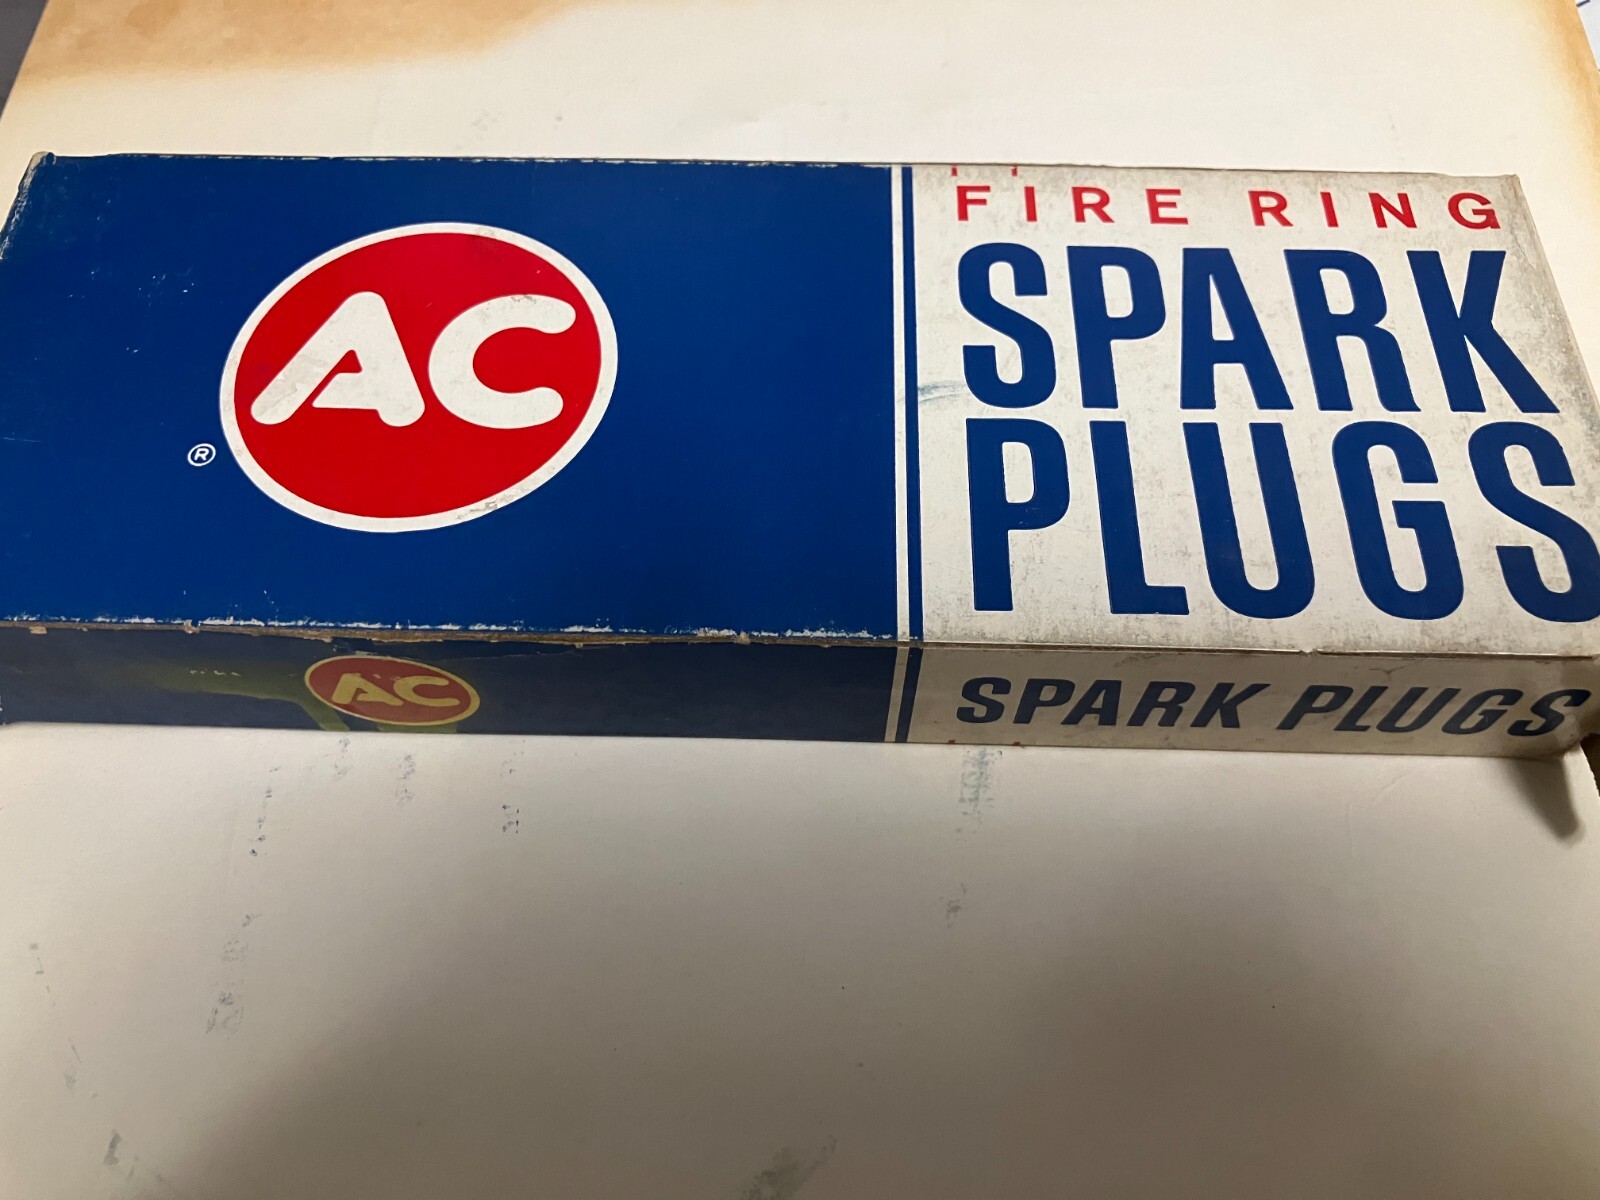 AC
®
FIRE RING
SPARK
PLUGS
AC
SPARK PLUGS